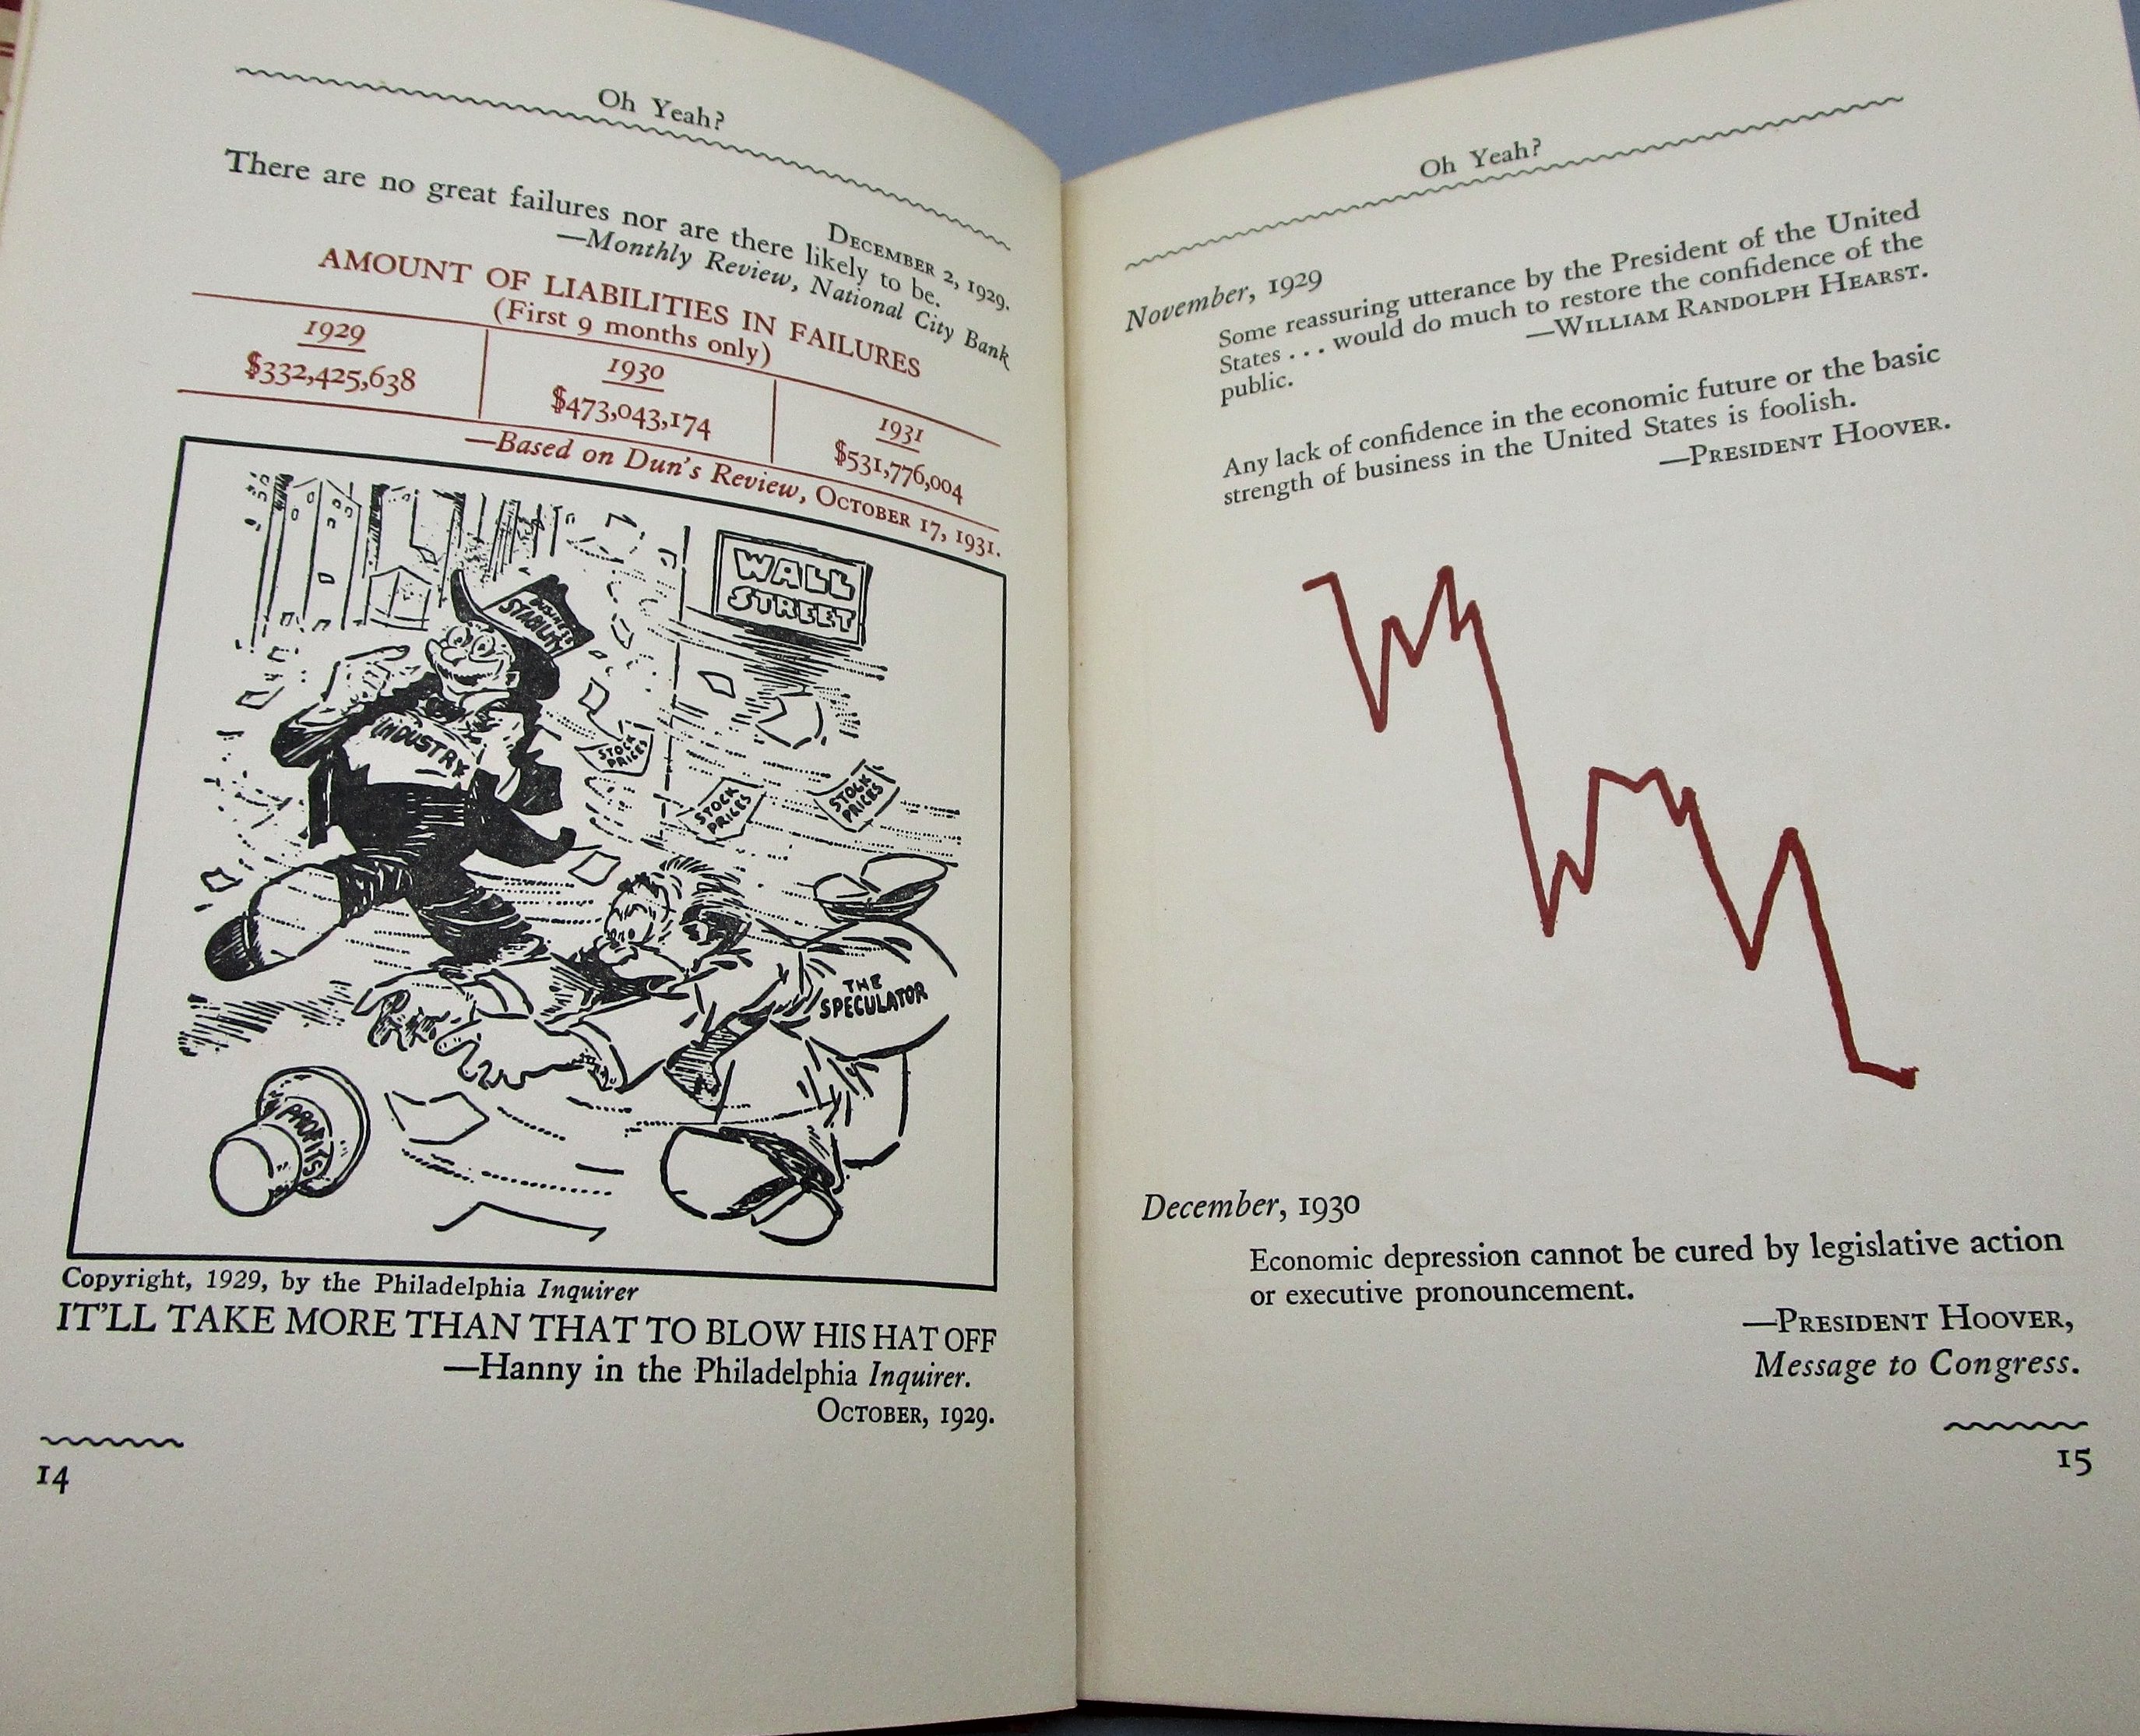 Oh Yeah?
DECEMBER 2, 1929.
There are no great failures nor are there likely to be.
—Monthly Review, National City Bank
AMOUNT OF LIABILITIES IN FAILURES
(First 9 months only)
1929
$332,425,638
1930
$473,043,174
1931
$531,776,004
—Based on Dun's Review, OCTOBER 17, 1931.
WALL
STREET
BUSINESS
STABILITY
INDUSTRY
STOCK
PRICES
STOCK
PRICES
STOCK
PRICES
THE
SPECULATOR
PROFITS
Copyright, 1929, by the Philadelphia Inquirer
IT'LL TAKE MORE THAN THAT TO BLOW HIS HAT OFF
—Hanny in the Philadelphia Inquirer.
OCTOBER, 1929.
14
Oh Yeah?
November, 1929
Some reassuring utterance by the President of the United
States . . . would do much to restore the confidence of the
public.
—WILLIAM RANDOLPH HEARST.
Any lack of confidence in the economic future or the basic
strength of business in the United States is foolish.
—PRESIDENT HOOVER.
December, 1930
Economic depression cannot be cured by legislative action
or executive pronouncement.
—PRESIDENT HOOVER,
Message to Congress.
15